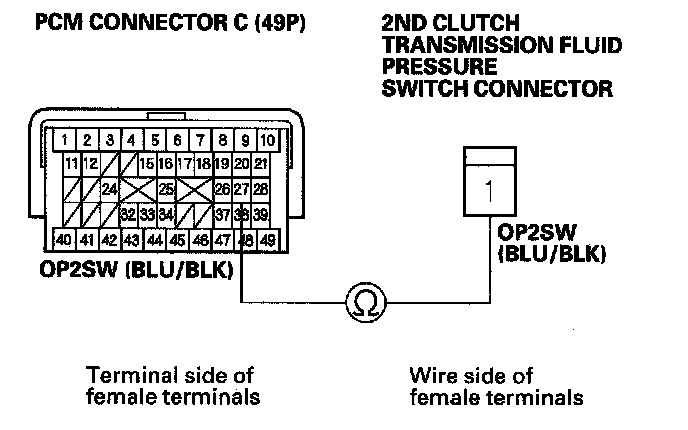 PCM CONNECTOR C (49P)
2ND CLUTCH
TRANSMISSION FLUID
PRESSURE
SWITCH CONNECTOR
1 2 3 4 5 6 7 8 9 10
11 12 15 16 17 18 19 20 21
24 25 26 27 28
32 33 34 37 38 39
40 41 42 43 44 45 46 47 48 49
OP2SW (BLU/BLK)
1
OP2SW
(BLU/BLK)
Ω
Terminal side of
female terminals
Wire side of
female terminals